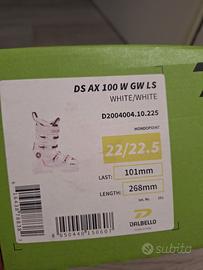 DS AX 100 W GW LS
WHITE/WHITE
D2004004.10.225
MONDOPOINT
22/22.5
LAST:
101mm
LENGTH:
268mm
DALBELLO
subito